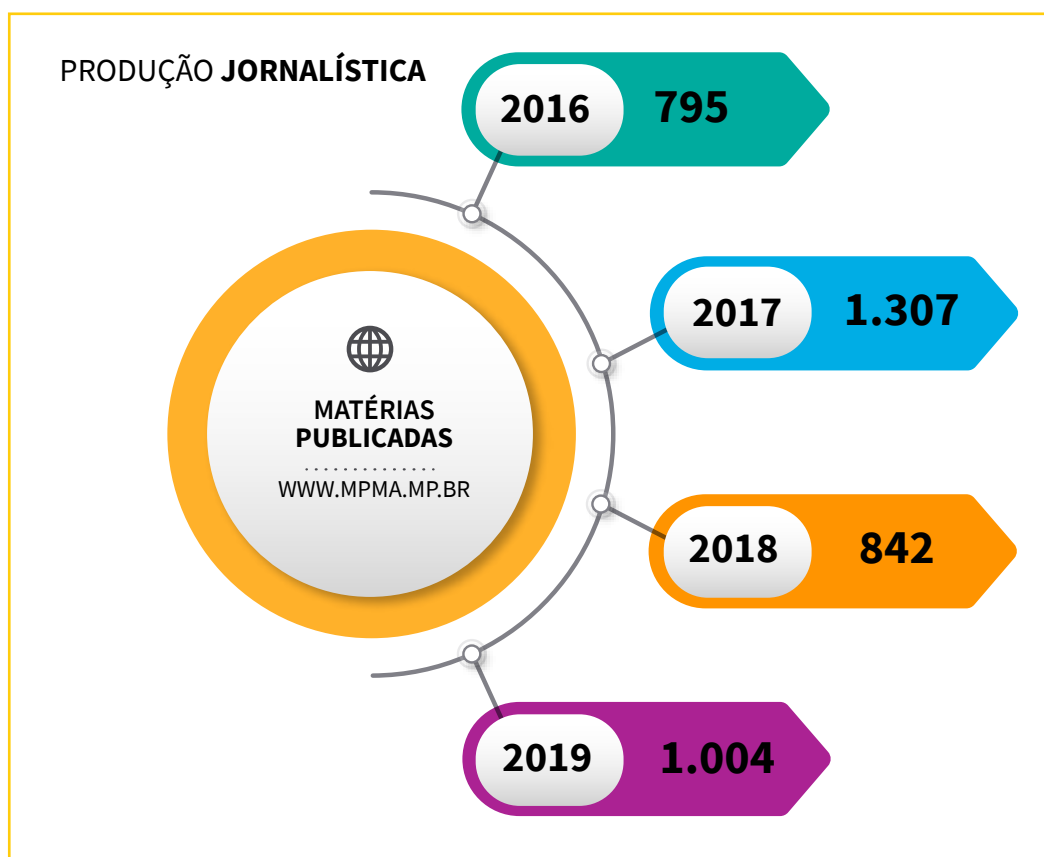 PRODUÇÃO JORNALÍSTICA
2016 795
2017 1.307
MATÉRIAS
PUBLICADAS
WWW.MPMA.MP.BR
2018 842
2019 1.004